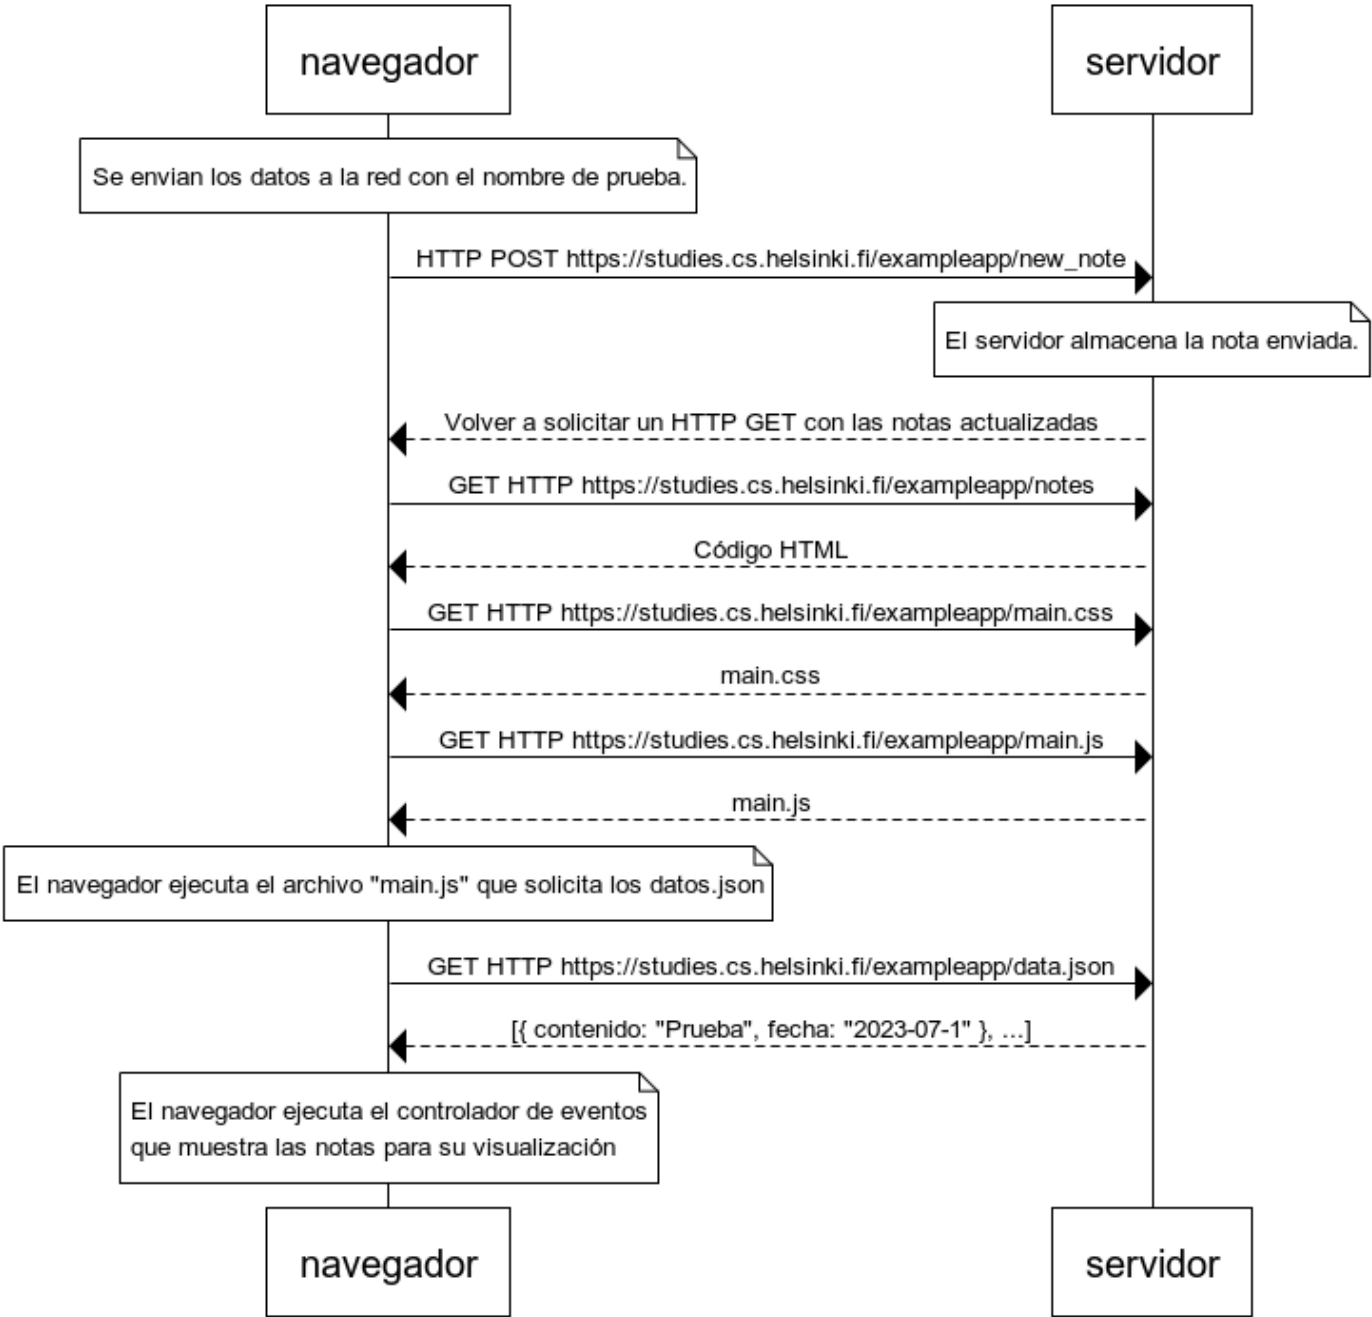 navegador
servidor
Se envian los datos a la red con el nombre de prueba.
HTTP POST https://studies.cs.helsinki.fi/exampleapp/new_note
El servidor almacena la nota enviada.
Volver a solicitar un HTTP GET con las notas actualizadas
GET HTTP https://studies.cs.helsinki.fi/exampleapp/notes
Código HTML
GET HTTP https://studies.cs.helsinki.fi/exampleapp/main.css
main.css
GET HTTP https://studies.cs.helsinki.fi/exampleapp/main.js
main.js
El navegador ejecuta el archivo "main.js" que solicita los datos.json
GET HTTP https://studies.cs.helsinki.fi/exampleapp/data.json
[{ contenido: "Prueba", fecha: "2023-07-1" }, ...]
El navegador ejecuta el controlador de eventos
que muestra las notas para su visualización
navegador
servidor